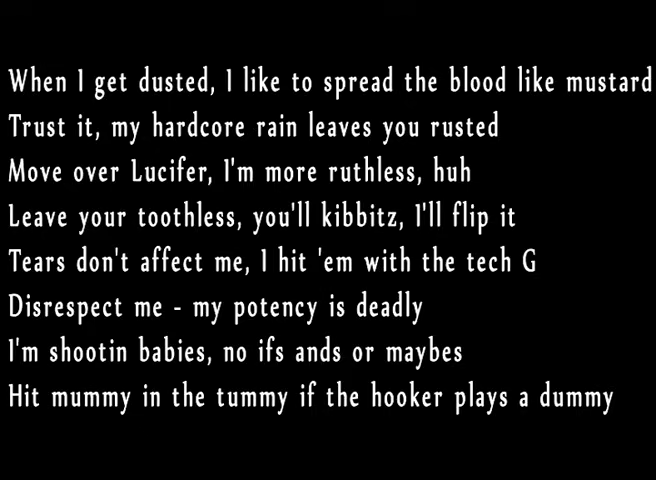 When I get dusted, I like to spread the blood like mustard
Trust it, my hardcore rain leaves you rusted
Move over Lucifer, I'm more ruthless, huh
Leave your toothless, you'll kibbitz, I'll flip it
Tears don't affect me, I hit 'em with the tech G
Disrespect me - my potency is deadly
I'm shootin babies, no ifs ands or maybes
Hit mummy in the tummy if the hooker plays a dummy